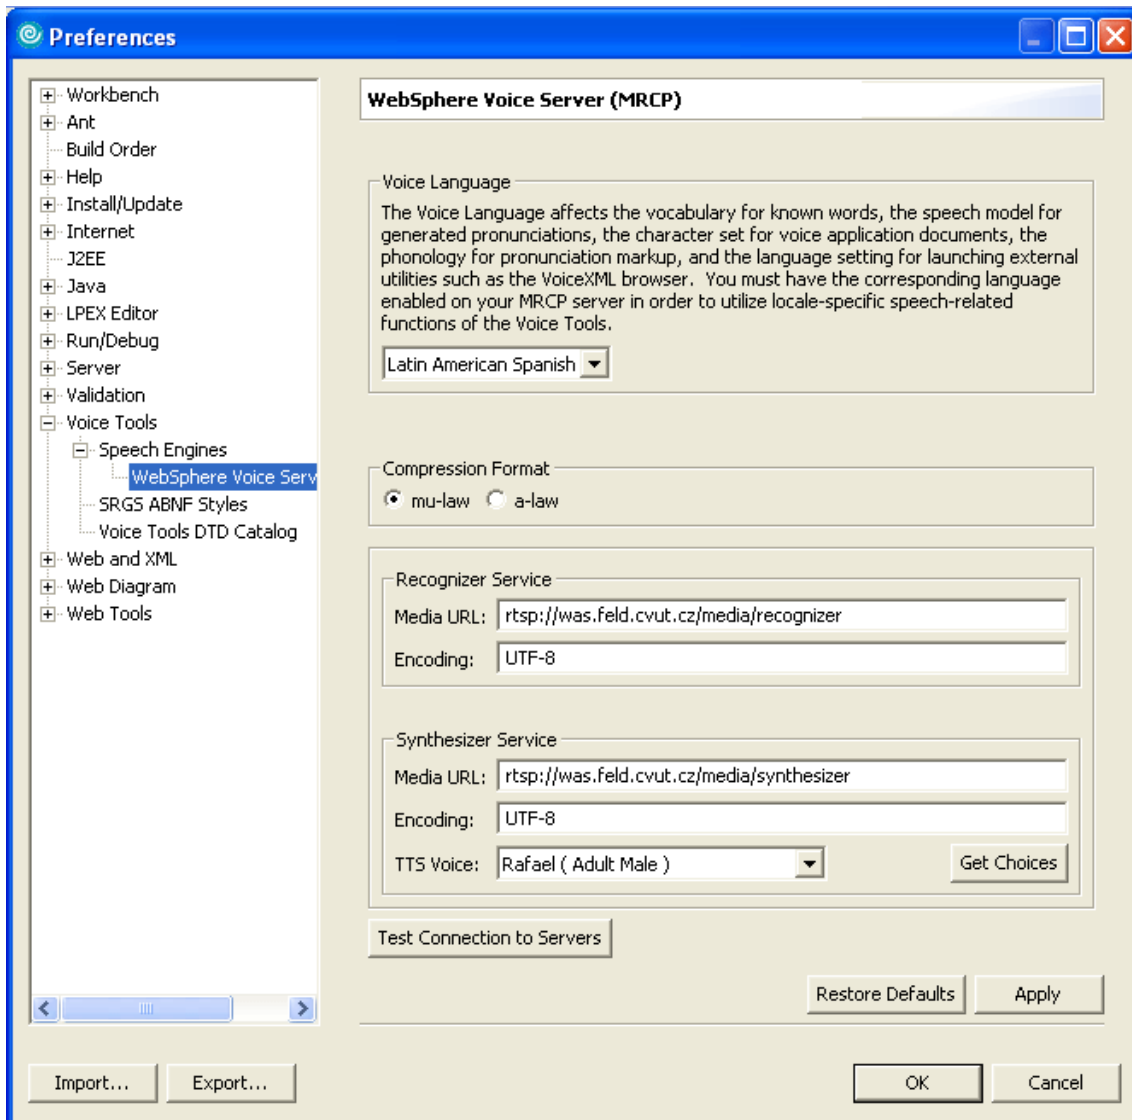 Preferences
Workbench
Ant
Build Order
Help
Install/Update
Internet
J2EE
Java
LPEX Editor
Run/Debug
Server
Validation
Voice Tools
Speech Engines
WebSphere Voice Serv
SRGS ABNF Styles
Voice Tools DTD Catalog
Web and XML
Web Diagram
Web Tools
WebSphere Voice Server (MRCP)
Voice Language
The Voice Language affects the vocabulary for known words, the speech model for
generated pronunciations, the character set for voice application documents, the
phonology for pronunciation markup, and the language setting for launching external
utilities such as the VoiceXML browser.  You must have the corresponding language
enabled on your MRCP server in order to utilize locale-specific speech-related
functions of the Voice Tools.
Latin American Spanish
Compression Format
mu-law a-law
Recognizer Service
Media URL: rtsp://was.feld.cvut.cz/media/recognizer
Encoding: UTF-8
Synthesizer Service
Media URL: rtsp://was.feld.cvut.cz/media/synthesizer
Encoding: UTF-8
TTS Voice: Rafael ( Adult Male ) Get Choices
Test Connection to Servers
Restore Defaults Apply
Import... Export... OK Cancel